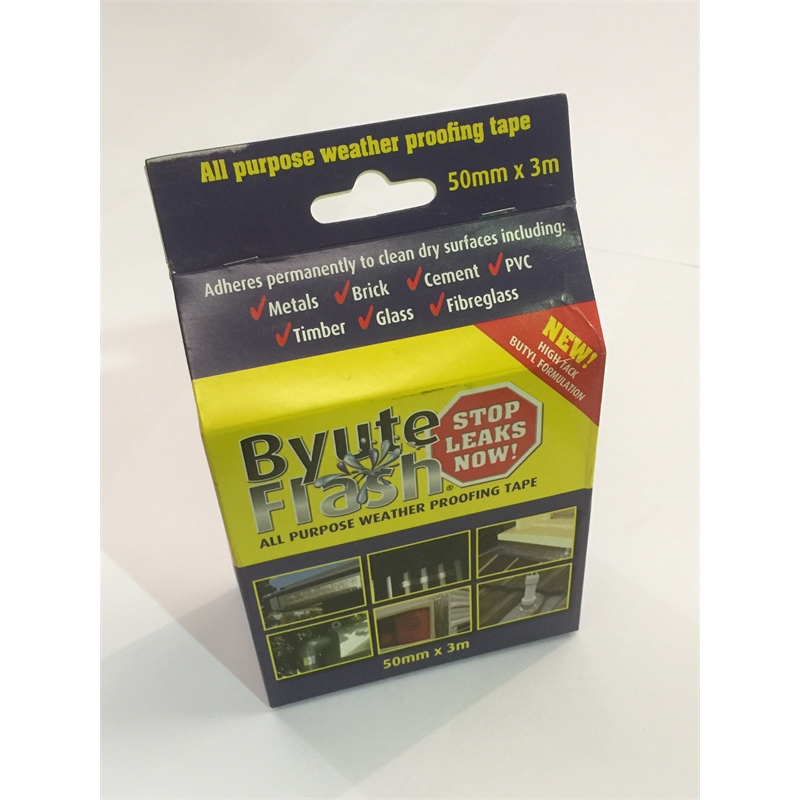 All purpose weather proofing tape
50mm x 3m
Adheres permanently to clean dry surfaces including:
Metals Brick Cement PVC
Timber Glass Fibreglass
NEW!
HIGH TACK
BUTYL FORMULATION
Byute
Flash®
STOP
LEAKS
NOW!
ALL PURPOSE WEATHER PROOFING TAPE
50mm x 3m